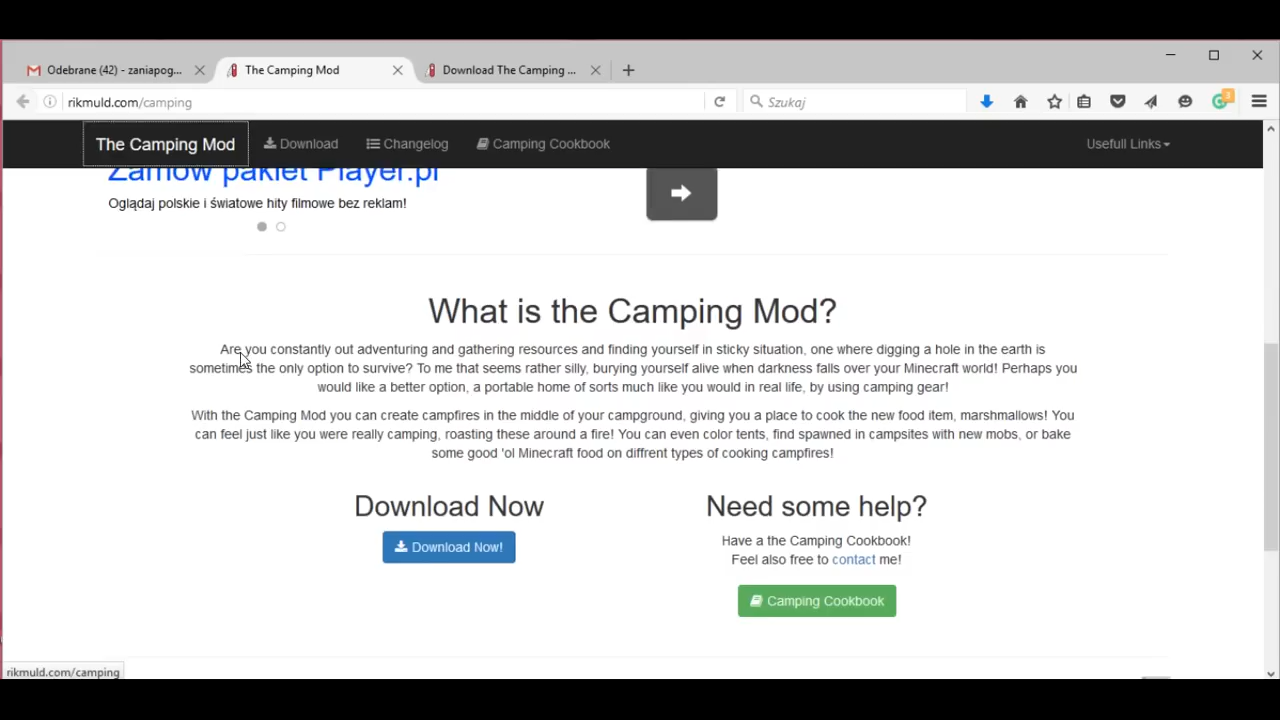 Odebrane (42) - zaniapog...
The Camping Mod
Download The Camping ...
rikmuld.com/camping
Szukaj
3
The Camping Mod
Download
Changelog
Camping Cookbook
Usefull Links
Zamów pakiet Player.pl
Oglądaj polskie i światowe hity filmowe bez reklam!
What is the Camping Mod?
Are you constantly out adventuring and gathering resources and finding yourself in sticky situation, one where digging a hole in the earth is
sometimes the only option to survive? To me that seems rather silly, burying yourself alive when darkness falls over your Minecraft world! Perhaps you
would like a better option, a portable home of sorts much like you would in real life, by using camping gear!
With the Camping Mod you can create campfires in the middle of your campground, giving you a place to cook the new food item, marshmallows! You
can feel just like you were really camping, roasting these around a fire! You can even color tents, find spawned in campsites with new mobs, or bake
some good 'ol Minecraft food on diffrent types of cooking campfires!
Download Now
Download Now!
Need some help?
Have a the Camping Cookbook!
Feel also free to contact me!
Camping Cookbook
rikmuld.com/camping